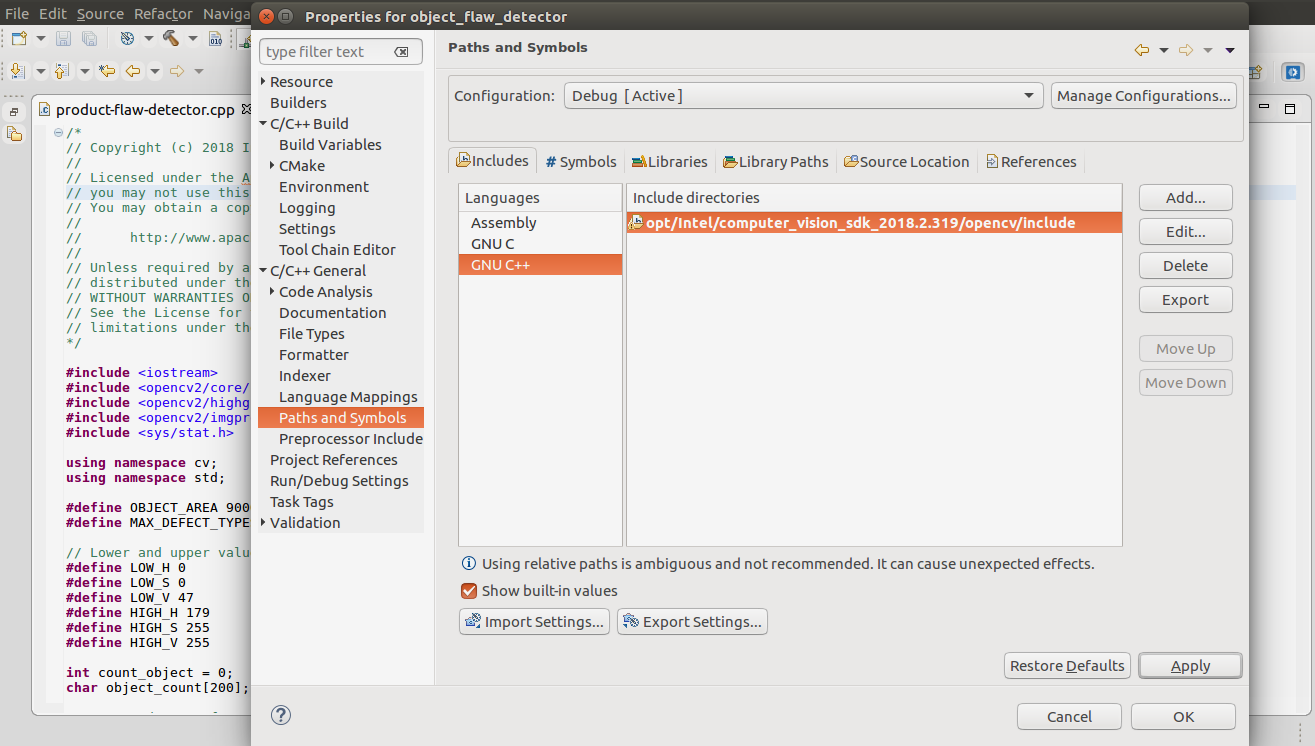 File Edit Source Refactor Naviga
Properties for object_flaw_detector
type filter text
Resource
Builders
C/C++ Build
Build Variables
CMake
Environment
Logging
Settings
Tool Chain Editor
C/C++ General
Code Analysis
Documentation
File Types
Formatter
Indexer
Language Mappings
Paths and Symbols
Preprocessor Include
Project References
Run/Debug Settings
Task Tags
Validation
Paths and Symbols
Configuration: Debug [Active] Manage Configurations...
Includes # Symbols Libraries Library Paths Source Location References
Languages
Assembly
GNU C
GNU C++
Include directories
opt/Intel/computer_vision_sdk_2018.2.319/opencv/include
Add...
Edit...
Delete
Export
Move Up
Move Down
Using relative paths is ambiguous and not recommended. It can cause unexpected effects.
Show built-in values
Import Settings... Export Settings...
Restore Defaults Apply
? Cancel OK
product-flaw-detector.cpp
/*
// Copyright (c) 2018 I
//
// Licensed under the A
// you may not use this
// You may obtain a cop
//
// http://www.apac
//
// Unless required by a
// distributed under th
// WITHOUT WARRANTIES O
// See the License for
// limitations under th
*/
#include <iostream>
#include <opencv2/core/
#include <opencv2/highg
#include <opencv2/imgpr
#include <sys/stat.h>
using namespace cv;
using namespace std;
#define OBJECT_AREA 900
#define MAX_DEFECT_TYPE
// Lower and upper valu
#define LOW_H 0
#define LOW_S 0
#define LOW_V 47
#define HIGH_H 179
#define HIGH_S 255
#define HIGH_V 255
int count_object = 0;
char object_count[200];